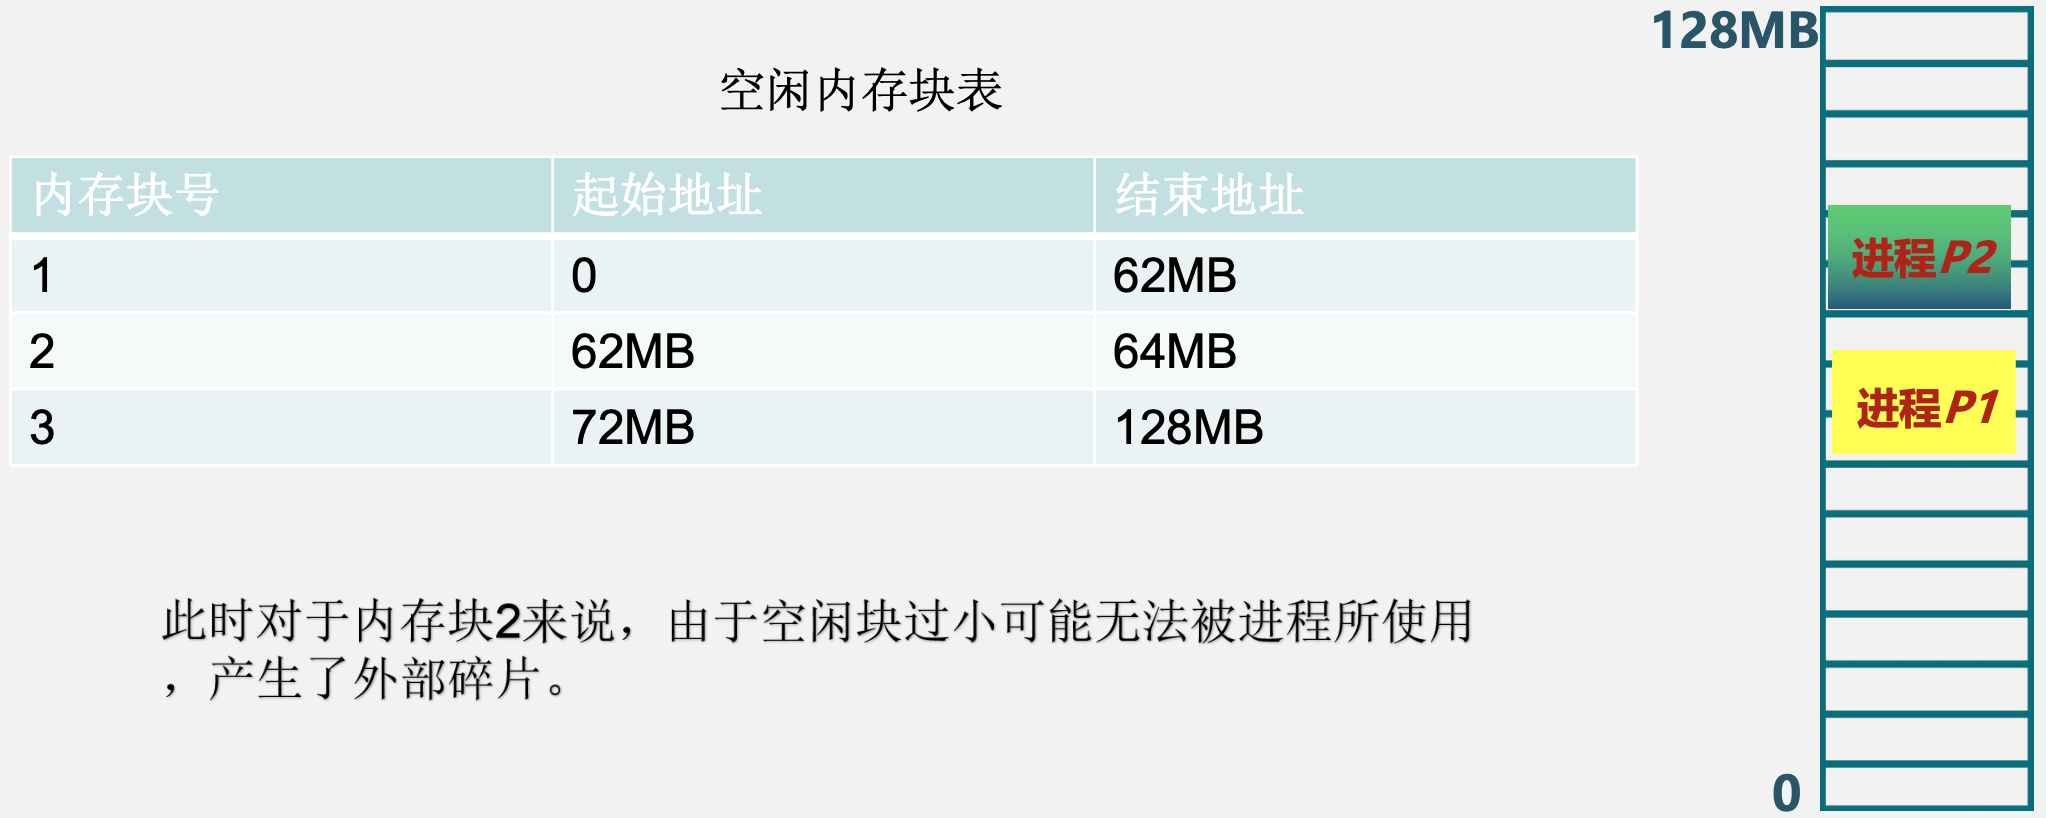 128MB
空闲内存块表
内存块号 起始地址 结束地址
1 0 62MB
2 62MB 64MB
3 72MB 128MB
进程P2
进程P1
此时对于内存块2来说，由于空闲块过小可能无法被进程所使用
，产生了外部碎片。
0